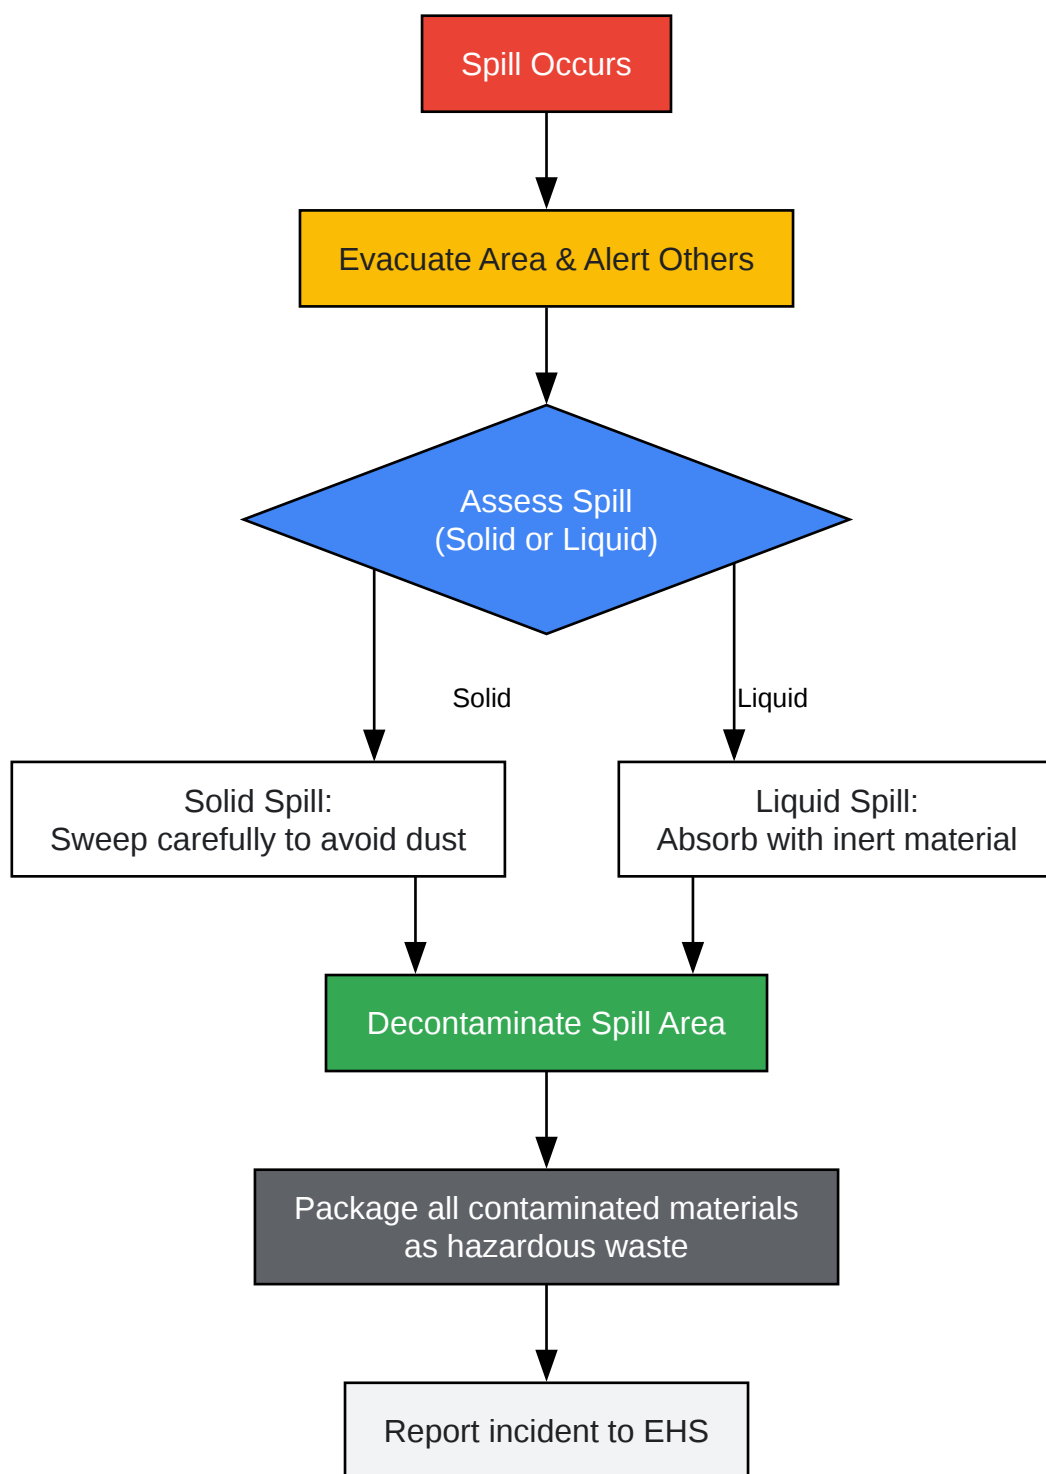 Spill Occurs
Evacuate Area & Alert Others
Assess Spill
(Solid or Liquid)
Solid
Liquid
Solid Spill:
Sweep carefully to avoid dust
Liquid Spill:
Absorb with inert material
Decontaminate Spill Area
Package all contaminated materials
as hazardous waste
Report incident to EHS